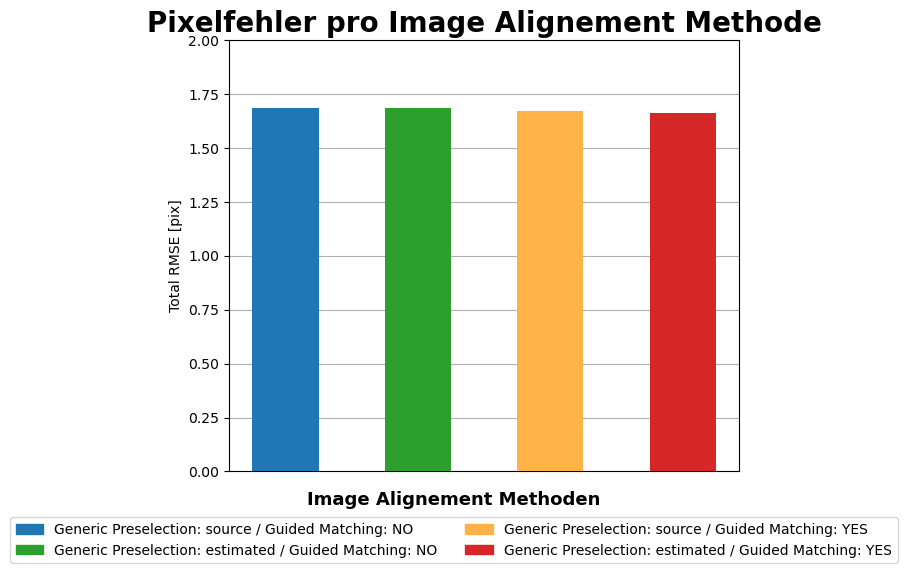 Pixelfehler pro Image Alignement Methode
2.00
1.75
1.50
1.25
1.00
0.75
0.50
0.25
0.00
Total RMSE [pix]
Image Alignement Methoden
Generic Preselection: source / Guided Matching: NO
Generic Preselection: estimated / Guided Matching: NO
Generic Preselection: source / Guided Matching: YES
Generic Preselection: estimated / Guided Matching: YES